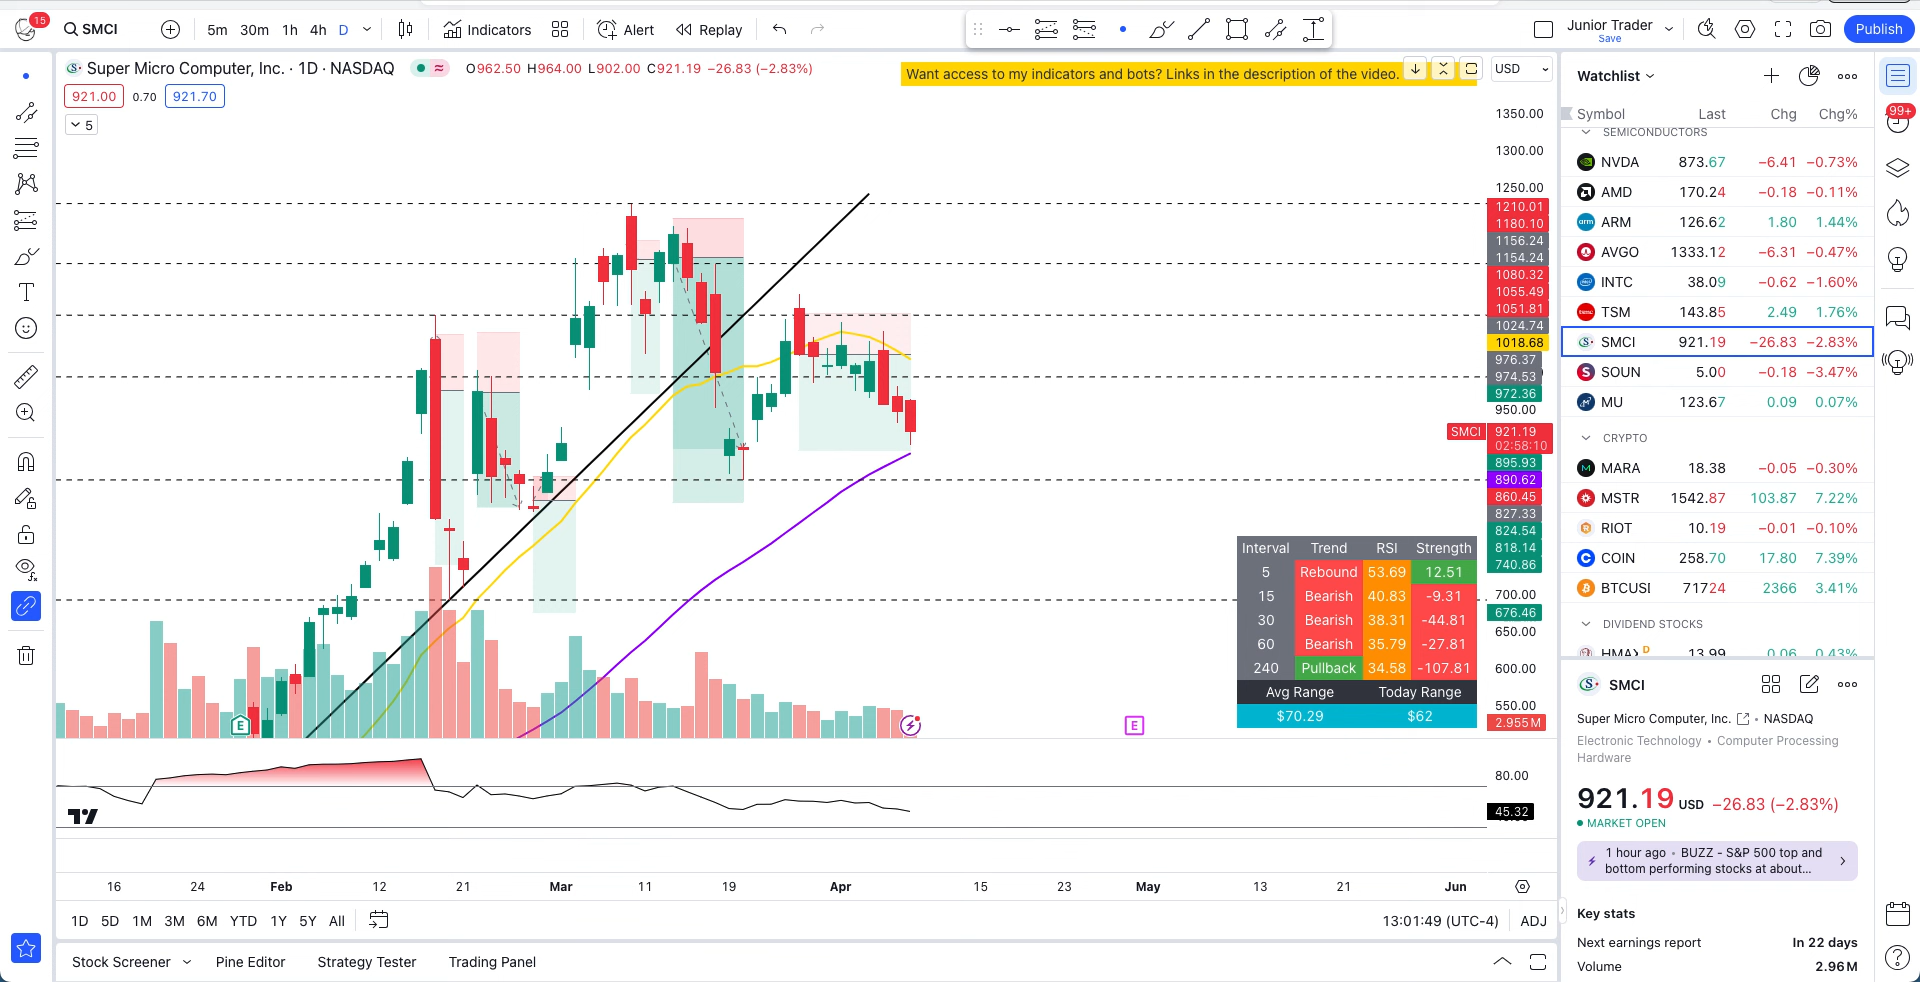 15
SMCI
5m 30m 1h 4h D
Indicators
Alert
Replay
Junior Trader
Save
Publish
Super Micro Computer, Inc. · 1D · NASDAQ
O962.50 H964.00 L902.00 C921.19 −26.83 (−2.83%)
921.00 0.70 921.70
5
Want access to my indicators and bots? Links in the description of the video.
USD
1350.00
1300.00
1250.00
1210.01
1180.10
1156.24
1154.24
1080.32
1055.49
1051.81
1024.74
1018.68
976.37
974.53
972.36
950.00
SMCI 921.19
02:58:10
895.93
890.62
860.45
827.33
824.54
818.14
740.86
700.00
676.46
650.00
600.00
550.00
2.955M
Interval Trend RSI Strength
5 Rebound 53.69 12.51
15 Bearish 40.83 -9.31
30 Bearish 38.31 -44.81
60 Bearish 35.79 -27.81
240 Pullback 34.58 -107.81
Avg Range Today Range
$70.29 $62
E
E
80.00
45.32
16 24 Feb 12 21 Mar 11 19 Apr 15 23 May 13 21 Jun
1D 5D 1M 3M 6M YTD 1Y 5Y All
13:01:49 (UTC-4) ADJ
Stock Screener Pine Editor Strategy Tester Trading Panel
Watchlist
Symbol Last Chg Chg%
SEMICONDUCTORS
NVDA 873.67 −6.41 −0.73%
AMD 170.24 −0.18 −0.11%
ARM 126.62 1.80 1.44%
AVGO 1333.12 −6.31 −0.47%
INTC 38.09 −0.62 −1.60%
TSM 143.85 2.49 1.76%
SMCI 921.19 −26.83 −2.83%
SOUN 5.00 −0.18 −3.47%
MU 123.67 0.09 0.07%
CRYPTO
MARA 18.38 −0.05 −0.30%
MSTR 1542.87 103.87 7.22%
RIOT 10.19 −0.01 −0.10%
COIN 258.70 17.80 7.39%
BTCUSI 71724 2366 3.41%
DIVIDEND STOCKS
D 13.99 0.06 0.43%
SMCI
Super Micro Computer, Inc. • NASDAQ
Electronic Technology • Computer Processing
Hardware
921.19 USD −26.83 (−2.83%)
MARKET OPEN
1 hour ago • BUZZ - S&P 500 top and
bottom performing stocks at about...
Key stats
Next earnings report In 22 days
Volume 2.96M
99+